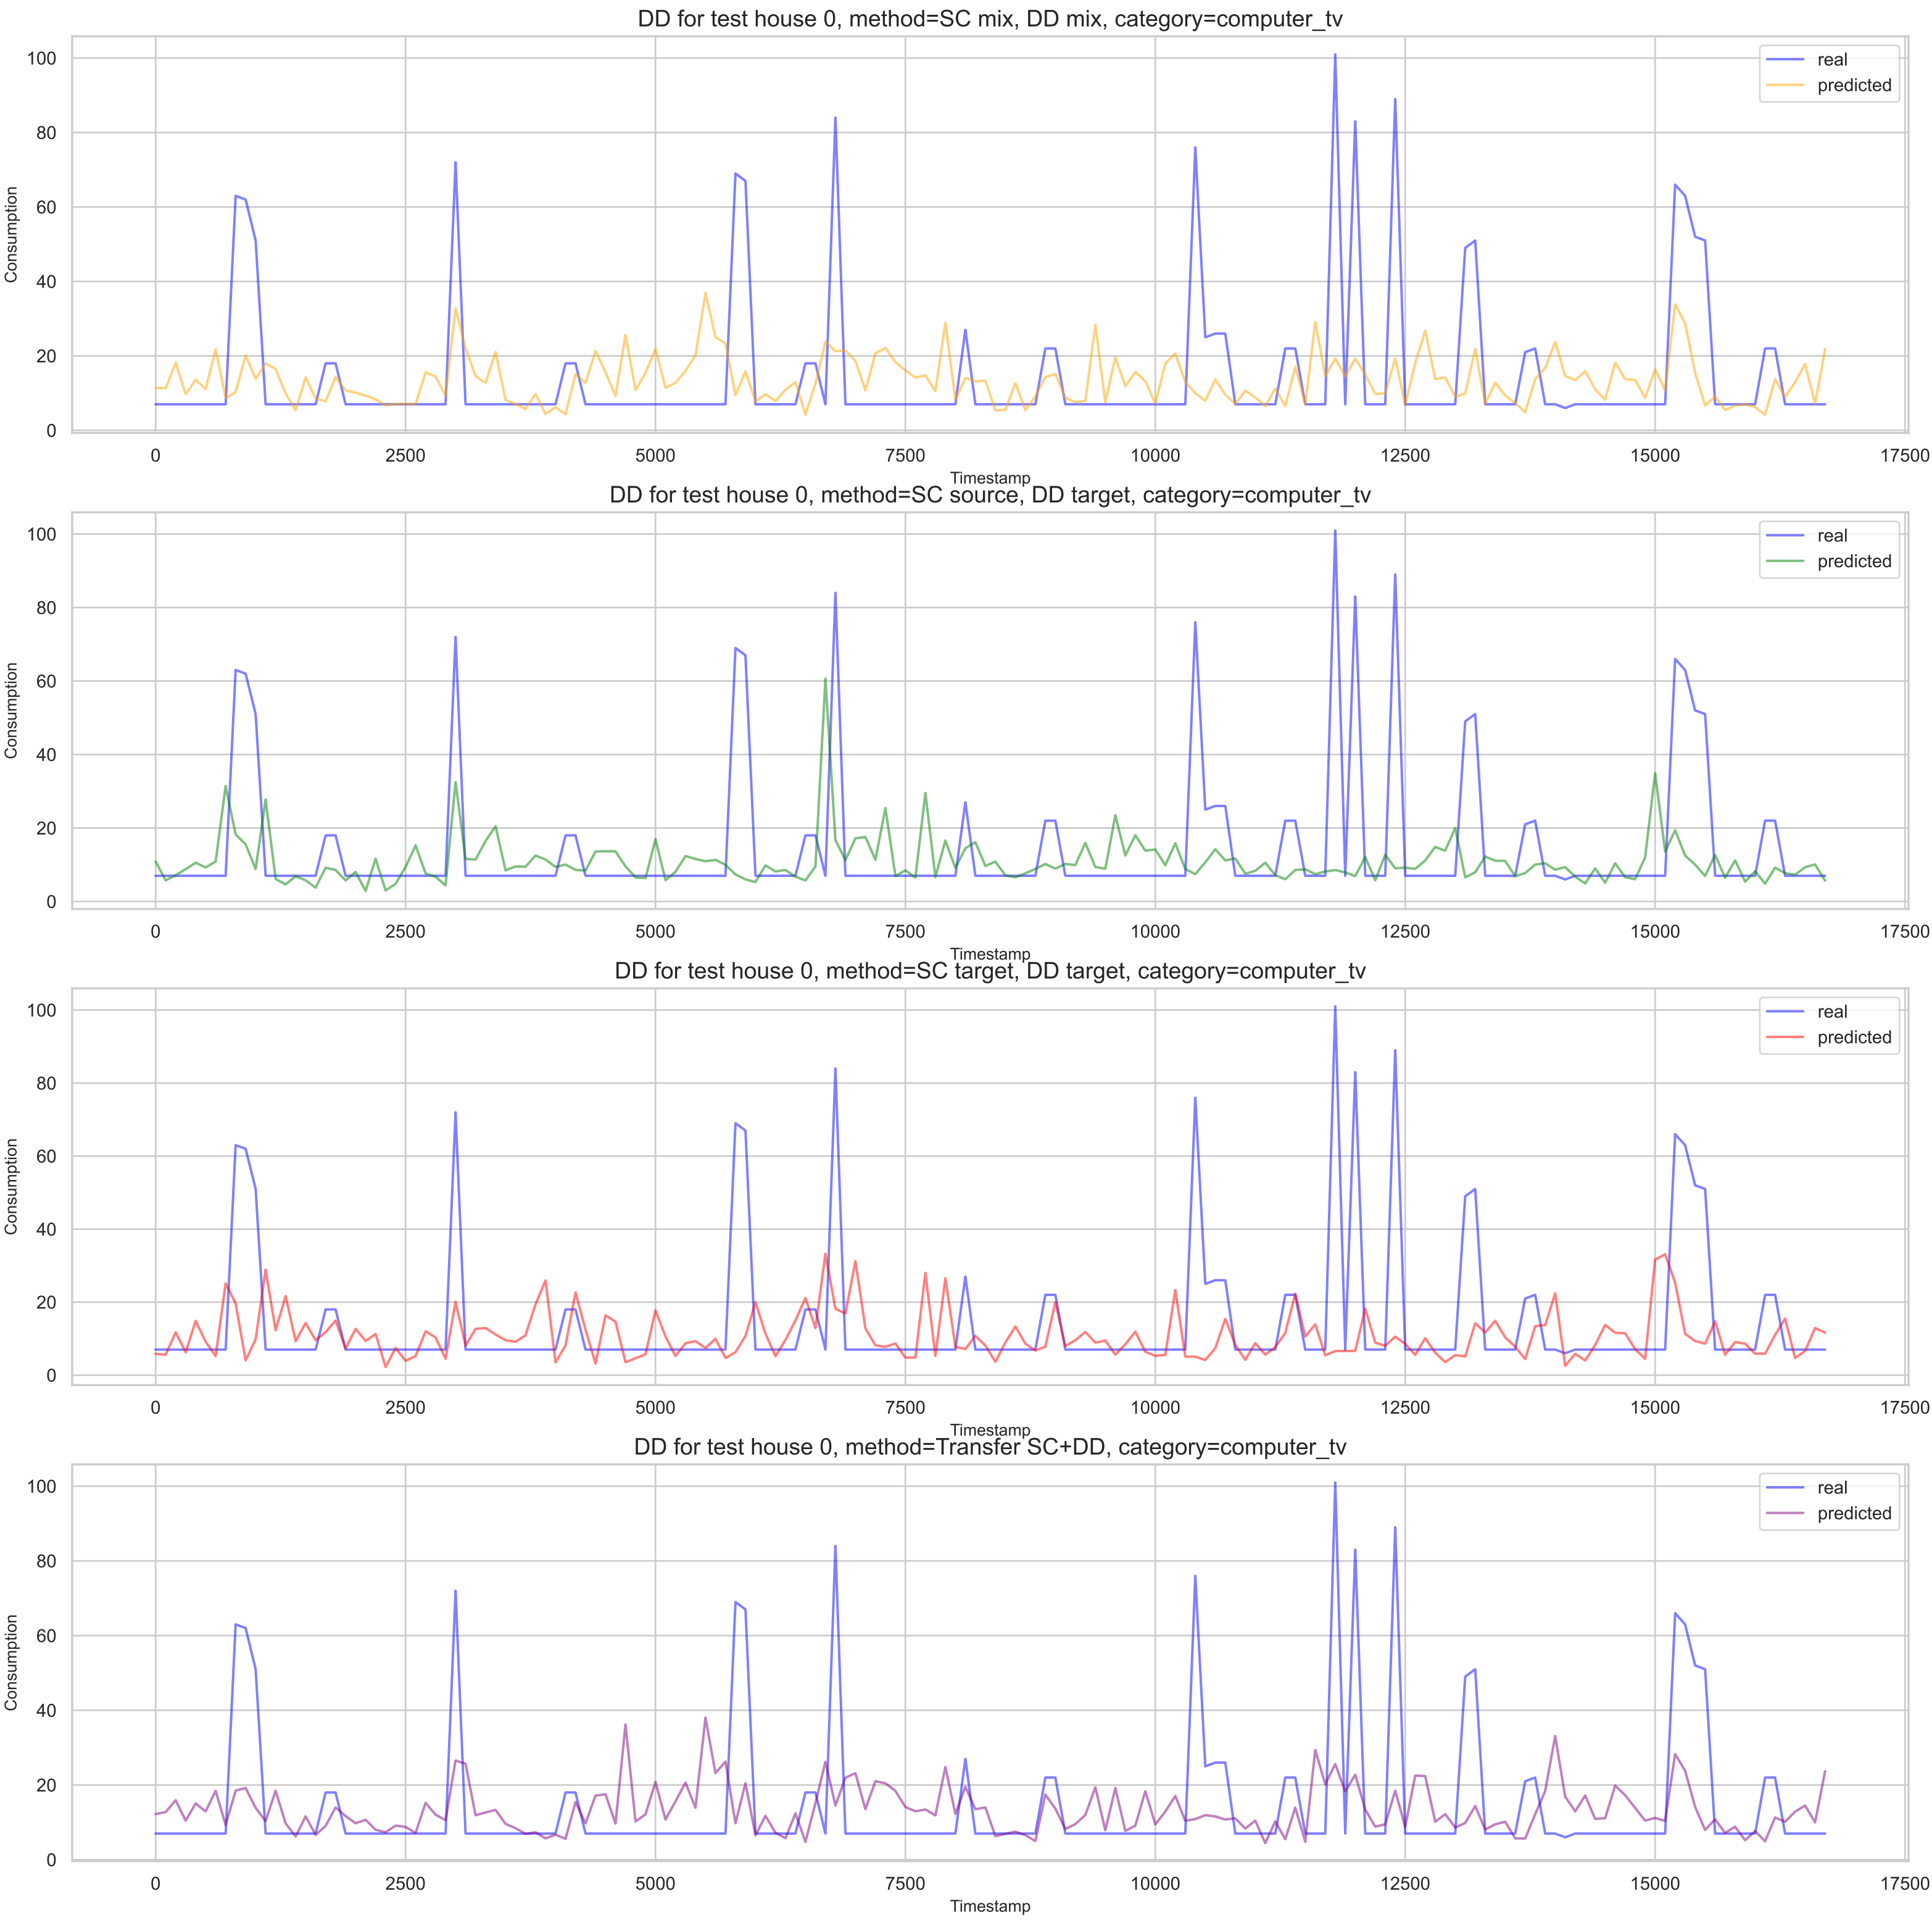 DD for test house 0, method=SC mix, DD mix, category=computer_tv
real
predicted
Consumption
100
80
60
40
20
0
0 2500 5000 7500 10000 12500 15000 17500
Timestamp
DD for test house 0, method=SC source, DD target, category=computer_tv
real
predicted
Consumption
100
80
60
40
20
0
0 2500 5000 7500 10000 12500 15000 17500
Timestamp
DD for test house 0, method=SC target, DD target, category=computer_tv
real
predicted
Consumption
100
80
60
40
20
0
0 2500 5000 7500 10000 12500 15000 17500
Timestamp
DD for test house 0, method=Transfer SC+DD, category=computer_tv
real
predicted
Consumption
100
80
60
40
20
0
0 2500 5000 7500 10000 12500 15000 17500
Timestamp